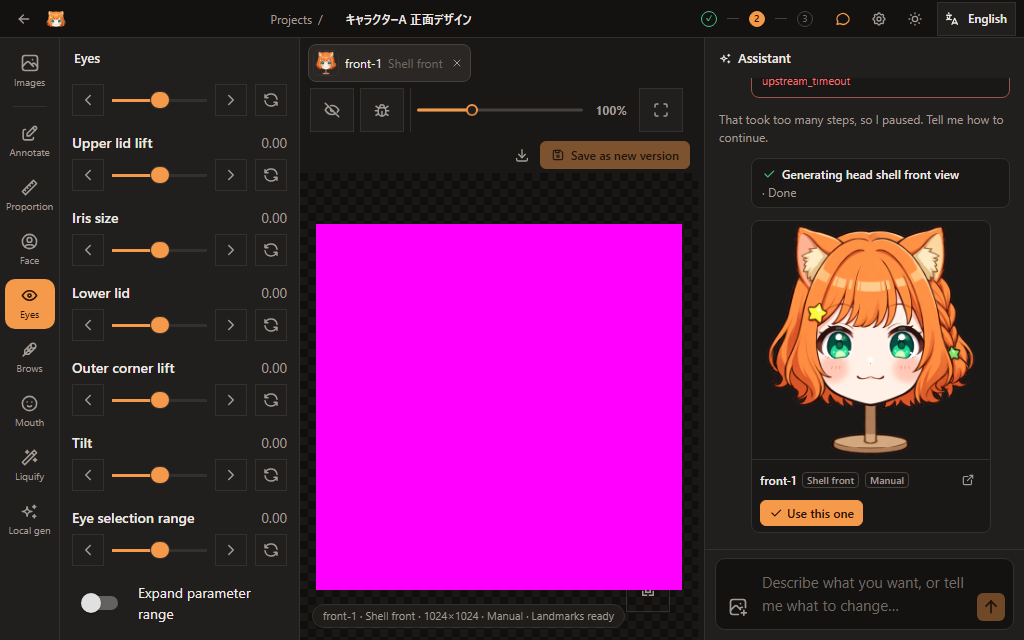 Projects / キャラクターA 正面デザイン
2
3
English
Images
Annotate
Proportion
Face
Eyes
Brows
Mouth
Liquify
Local gen
Eyes
Upper lid lift 0.00
Iris size 0.00
Lower lid 0.00
Outer corner lift 0.00
Tilt 0.00
Eye selection range 0.00
Expand parameter
range
front-1 Shell front
100%
Save as new version
front-1 · Shell front · 1024×1024 · Manual · Landmarks ready
Assistant
upstream_timeout
That took too many steps, so I paused. Tell me how to
continue.
Generating head shell front view
· Done
front-1 Shell front Manual
Use this one
Describe what you want, or tell
me what to change...